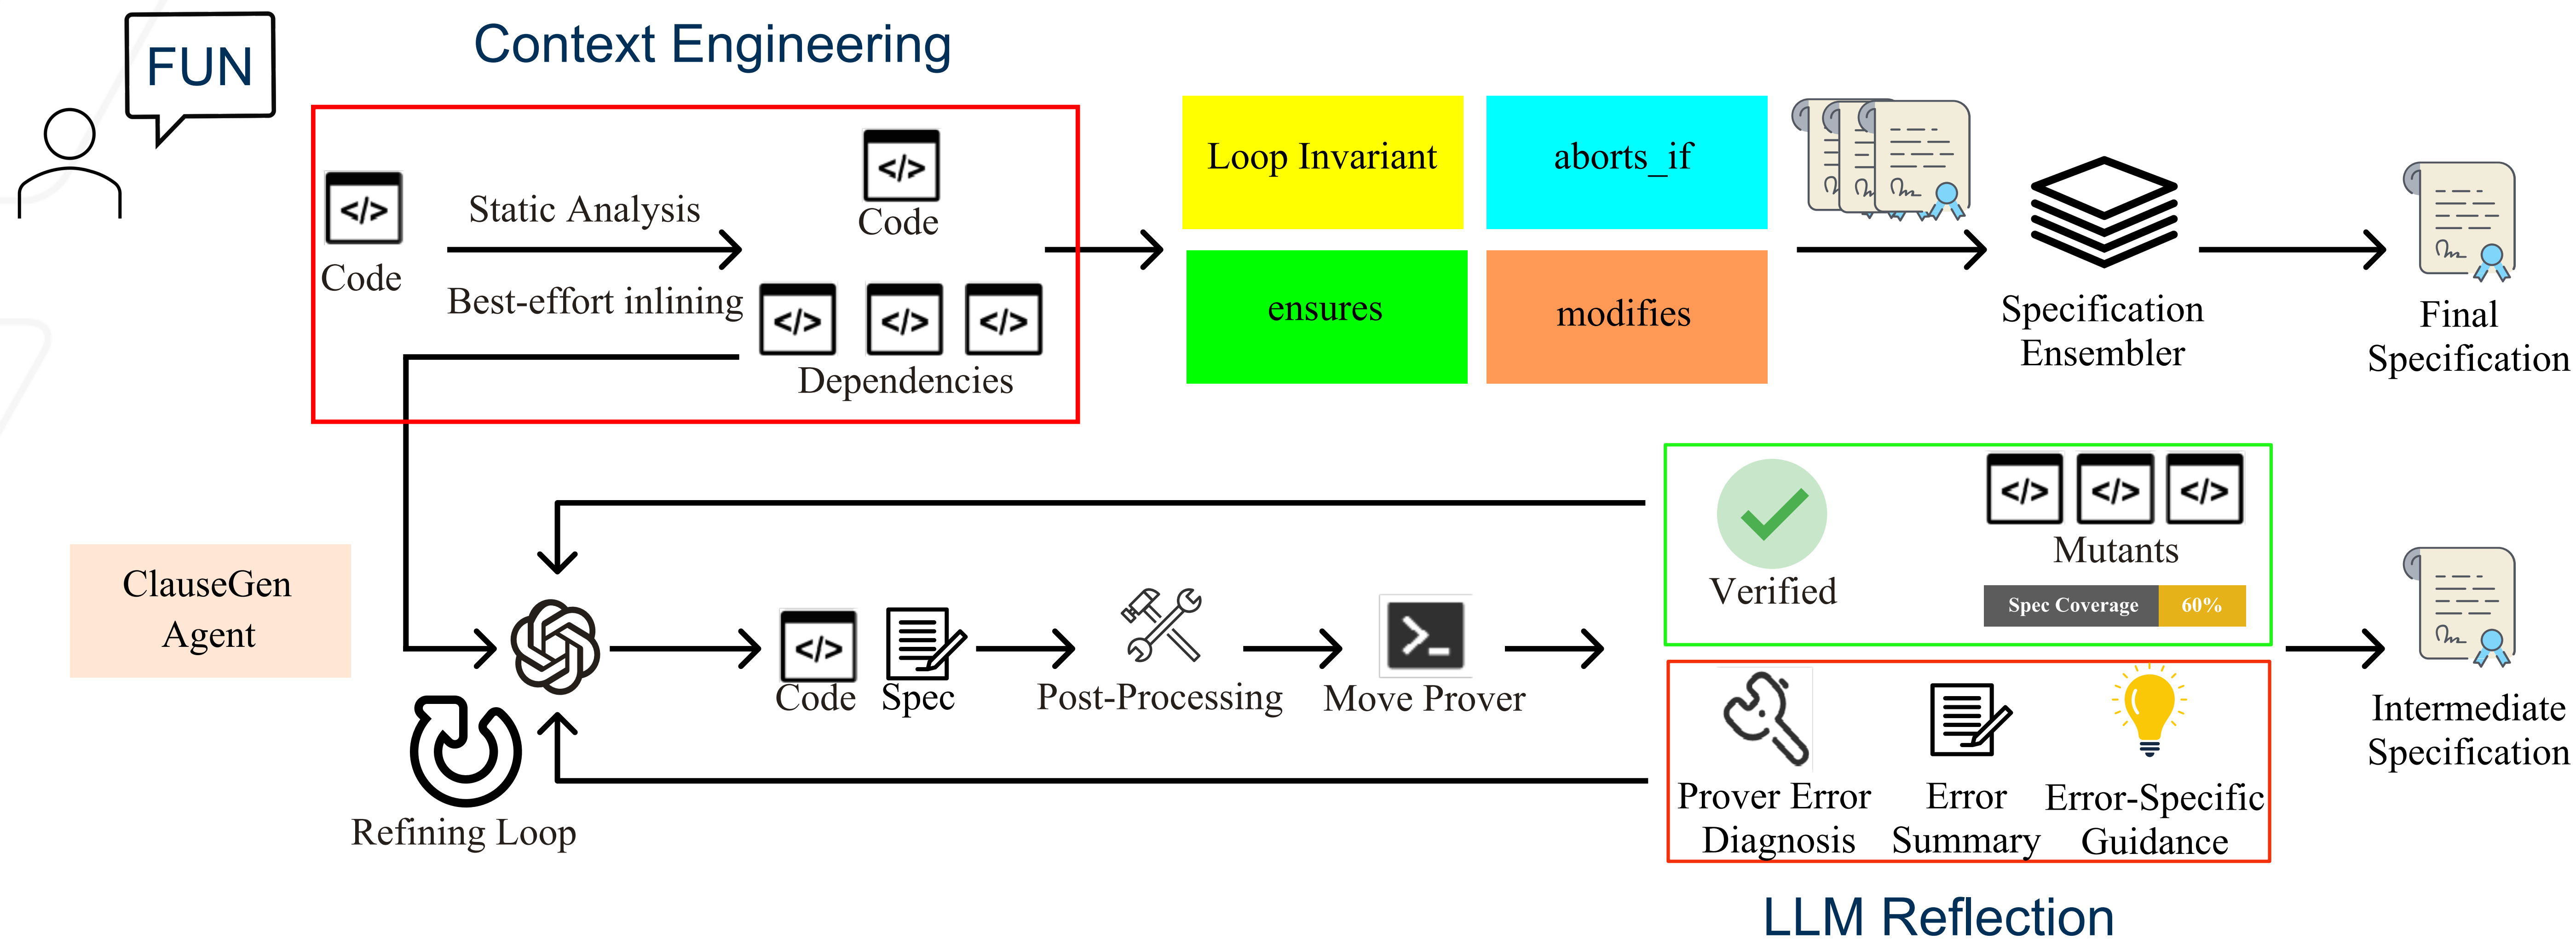 FUN
Context Engineering
Code
Static Analysis
Best-effort inlining
</>
</>
Code
</>
</>
</>
Dependencies
Loop Invariant
aborts_if
ensures
modifies
Specification
Ensembler
Final
Specification
ClauseGen
Agent
Refining Loop
</>
Code
Spec
Post-Processing
>_
Move Prover
Verified
</>
</>
</>
Mutants
Spec Coverage
60%
Prover Error
Diagnosis
Error
Summary
Error-Specific
Guidance
Intermediate
Specification
LLM Reflection